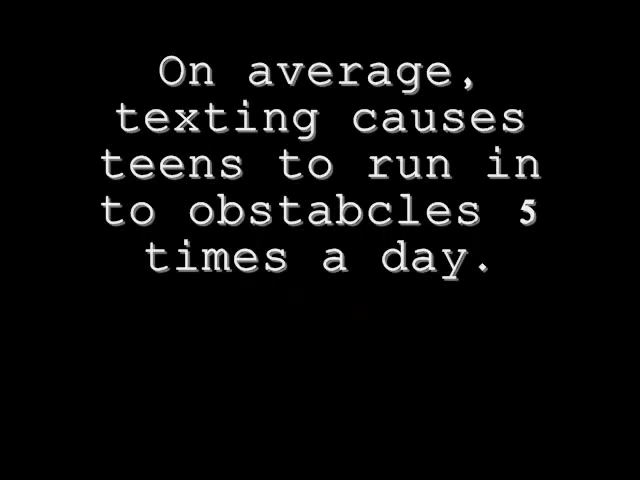 On average,
texting causes
teens to run in
to obstabcles 5
times a day.